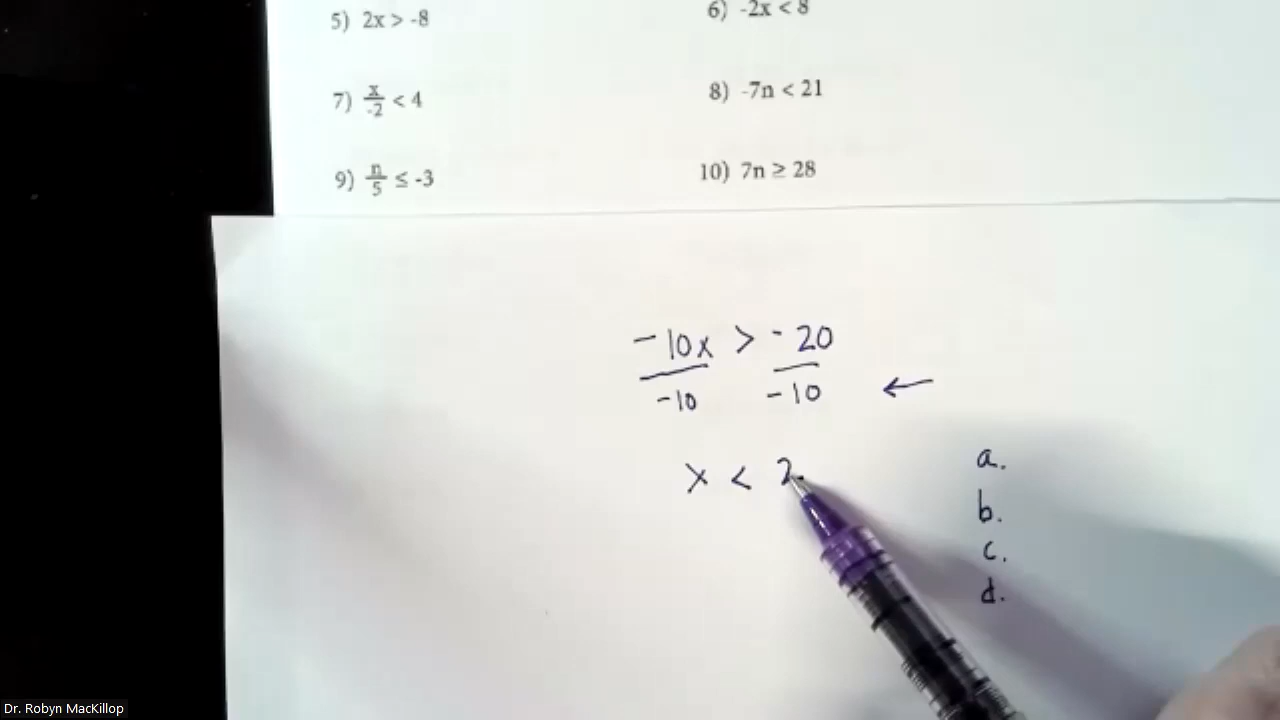 5) 2x > -8
6) -2x < 8
7) x/-2 < 4
8) -7n < 21
9) n/5 ≤ -3
10) 7n ≥ 28
-10x > -20
-10 -10 ←
x < 2
a.
b.
c.
d.
Dr. Robyn MacKillop